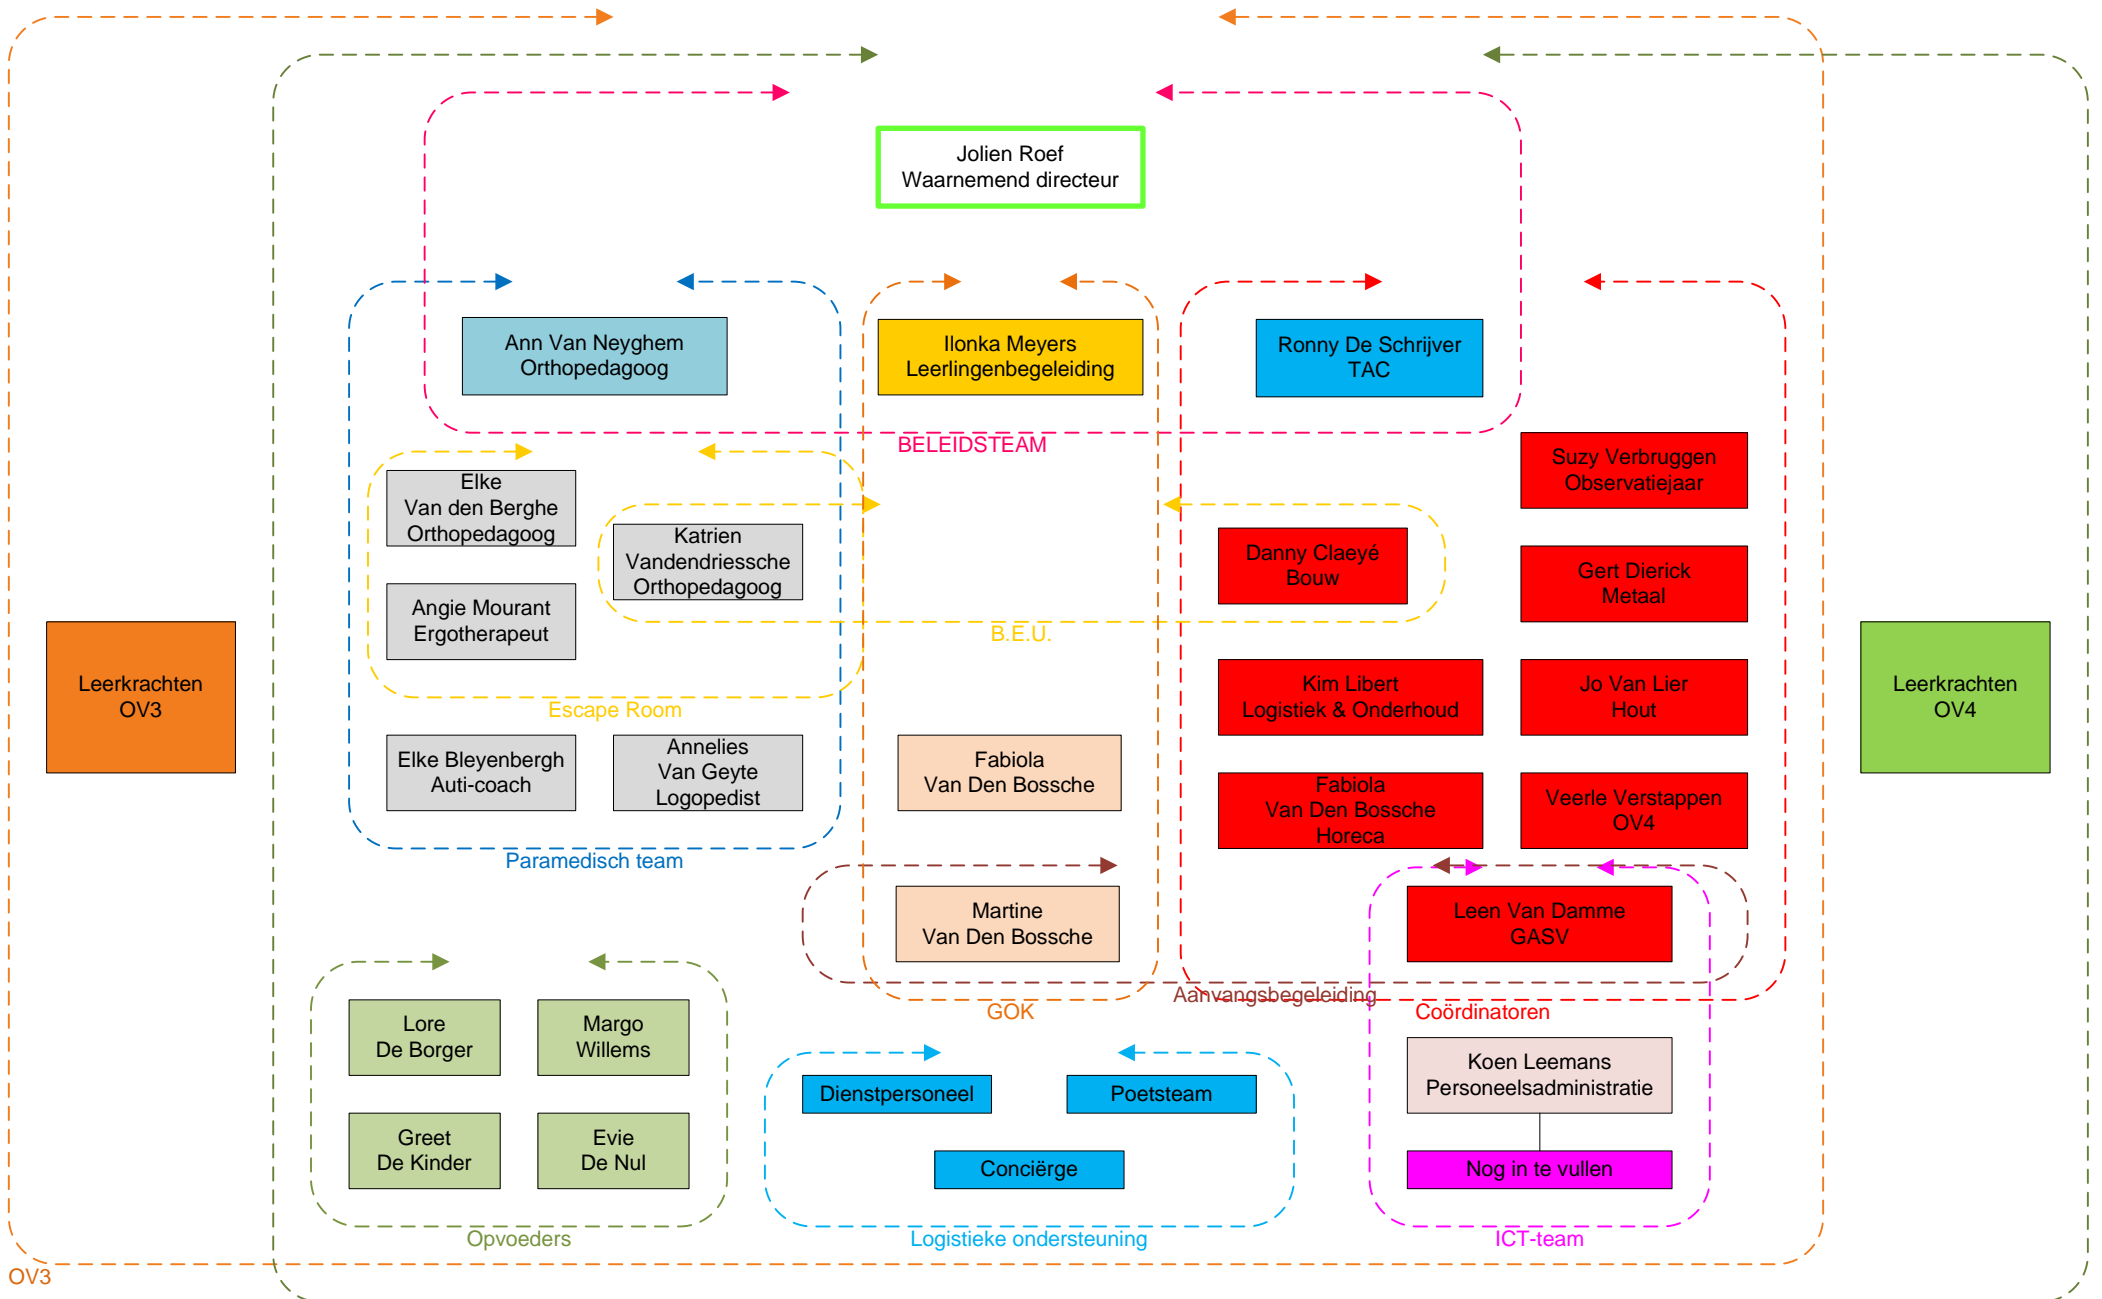 Jolien Roef
Waarnemend directeur
Ann Van Neyghem
Orthopedagoog
Ilonka Meyers
Leerlingenbegeleiding
Ronny De Schrijver
TAC
BELEIDSTEAM
Suzy Verbruggen
Observatiejaar
Elke
Van den Berghe
Orthopedagoog
Katrien
Vandendriessche
Orthopedagoog
Danny Claeyé
Bouw
Gert Dierick
Metaal
Angie Mourant
Ergotherapeut
B.E.U.
Leerkrachten
OV3
Escape Room
Kim Libert
Logistiek & Onderhoud
Jo Van Lier
Hout
Leerkrachten
OV4
Elke Bleyenbergh
Auti-coach
Annelies
Van Geyte
Logopedist
Fabiola
Van Den Bossche
Fabiola
Van Den Bossche
Horeca
Veerle Verstappen
OV4
Paramedisch team
Martine
Van Den Bossche
Leen Van Damme
GASV
Aanvangsbegeleiding
GOK
Coördinatoren
Lore
De Borger
Margo
Willems
Koen Leemans
Personeelsadministratie
Dienstpersoneel
Poetsteam
Greet
De Kinder
Evie
De Nul
Conciërge
Nog in te vullen
Opvoeders
Logistieke ondersteuning
ICT-team
OV3